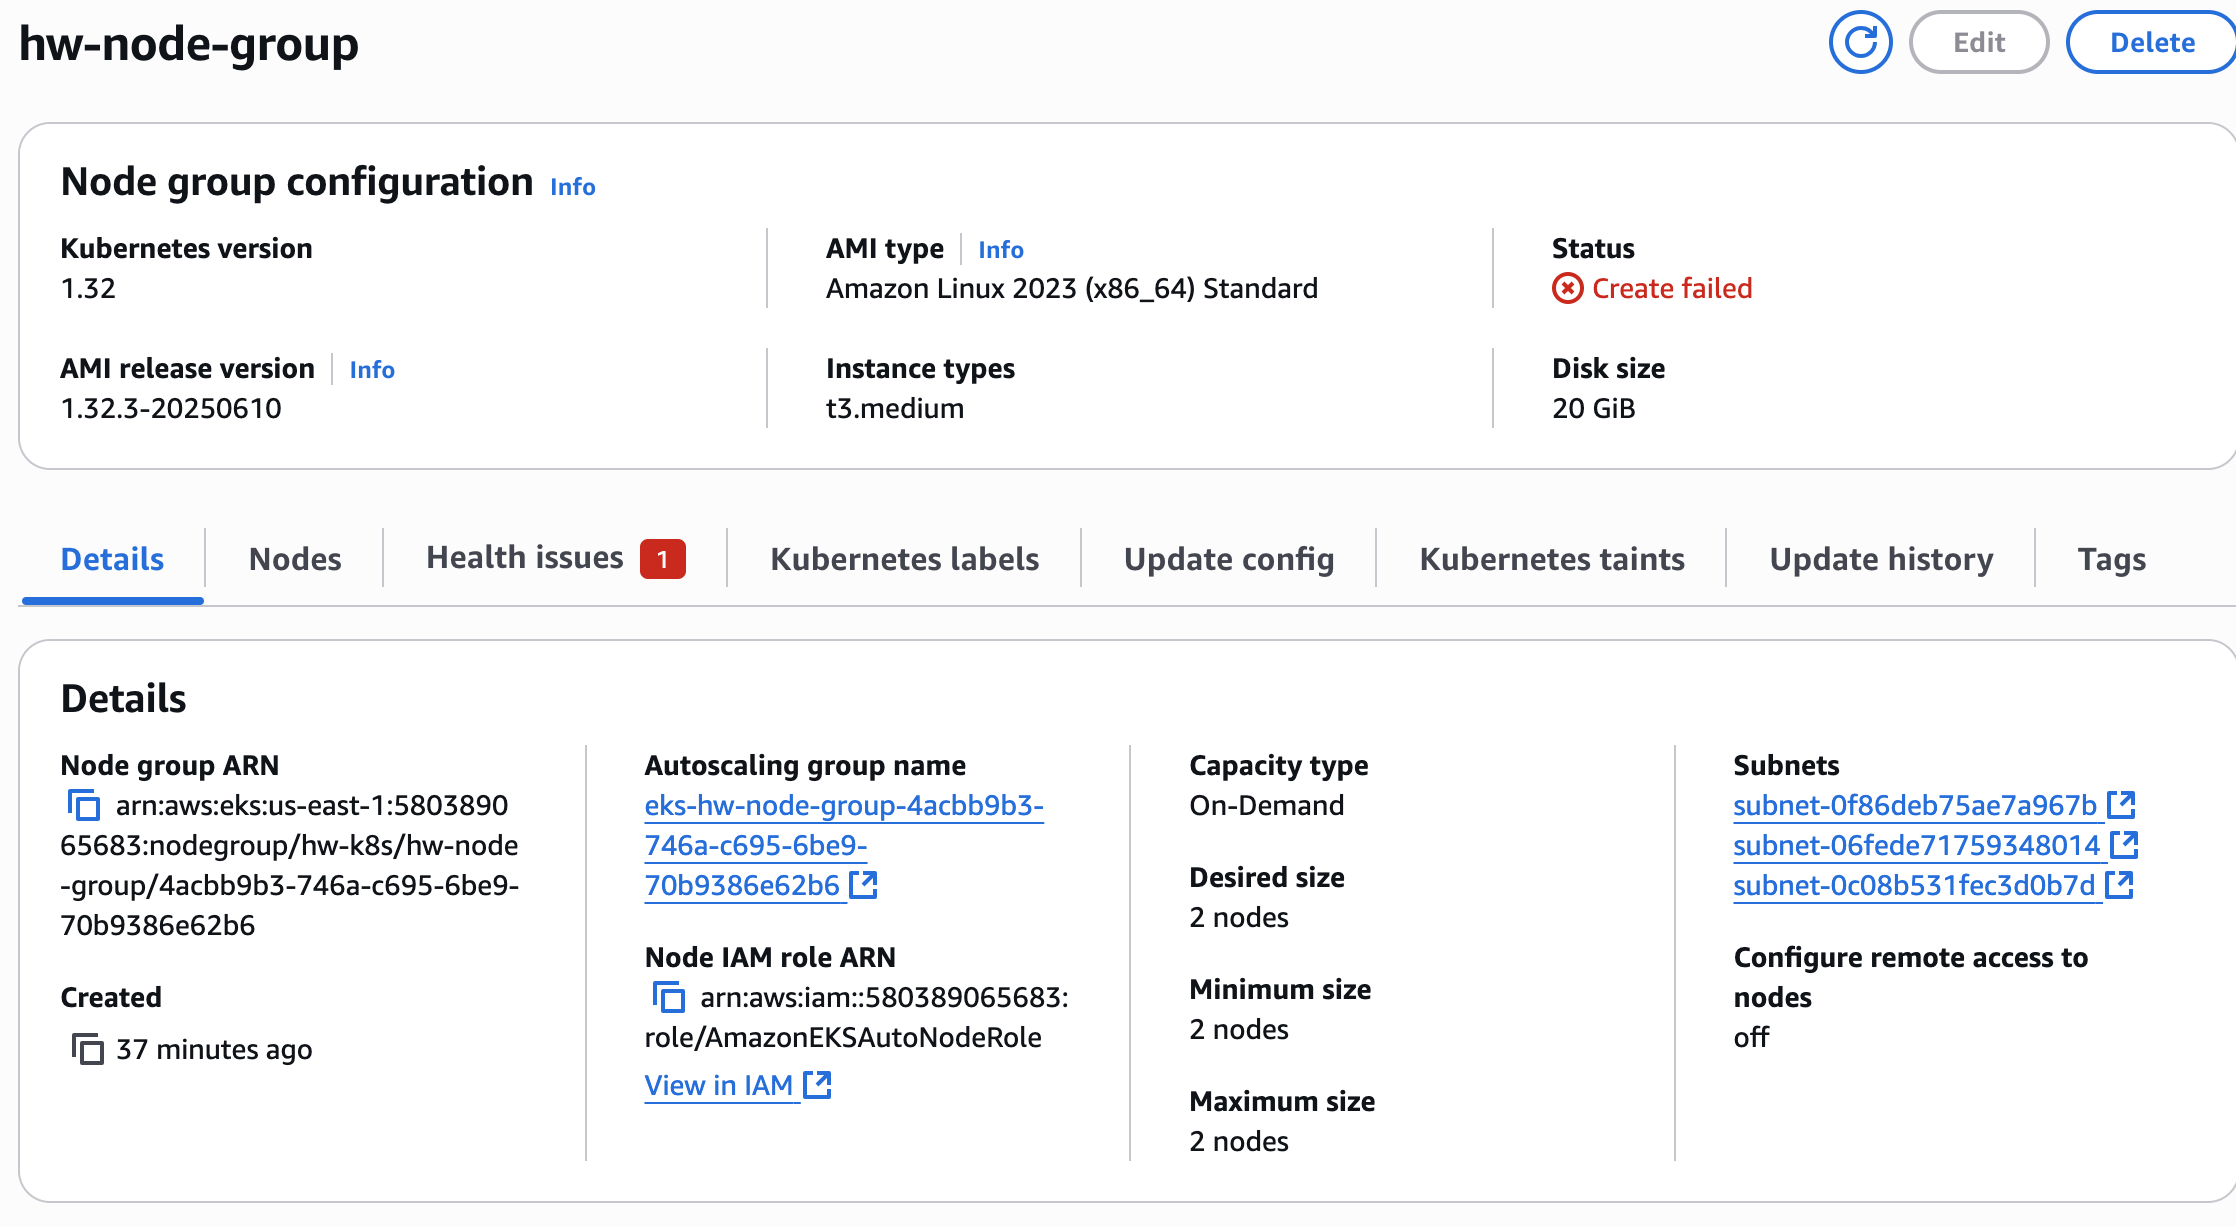 hw-node-group
Edit
Delete
Node group configuration Info
Kubernetes version
1.32
AMI type Info
Amazon Linux 2023 (x86_64) Standard
Status
Create failed
AMI release version Info
1.32.3-20250610
Instance types
t3.medium
Disk size
20 GiB
Details
Nodes
Health issues 1
Kubernetes labels
Update config
Kubernetes taints
Update history
Tags
Details
Node group ARN
arn:aws:eks:us-east-1:5803890
65683:nodegroup/hw-k8s/hw-node
-group/4acbb9b3-746a-c695-6be9-
70b9386e62b6
Created
37 minutes ago
Autoscaling group name
eks-hw-node-group-4acbb9b3-
746a-c695-6be9-
70b9386e62b6
Node IAM role ARN
arn:aws:iam::580389065683:
role/AmazonEKSAutoNodeRole
View in IAM
Capacity type
On-Demand
Desired size
2 nodes
Minimum size
2 nodes
Maximum size
2 nodes
Subnets
subnet-0f86deb75ae7a967b
subnet-06fede71759348014
subnet-0c08b531fec3d0b7d
Configure remote access to
nodes
off